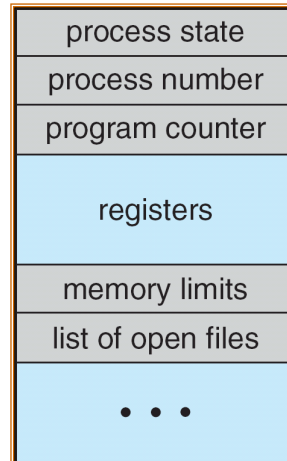 process state
process number
program counter
registers
memory limits
list of open files
• • •